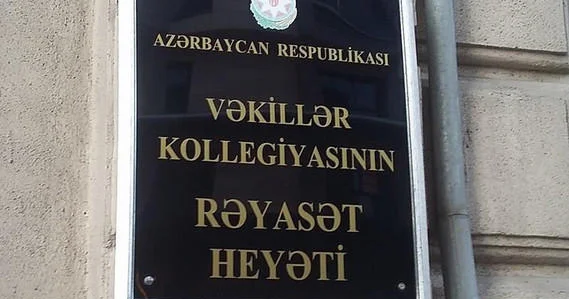 AZƏRBAYCAN RESPUBLİKASI
VƏKİLLƏR
KOLLEGİYASININ
RƏYASƏT
HEYƏTİ